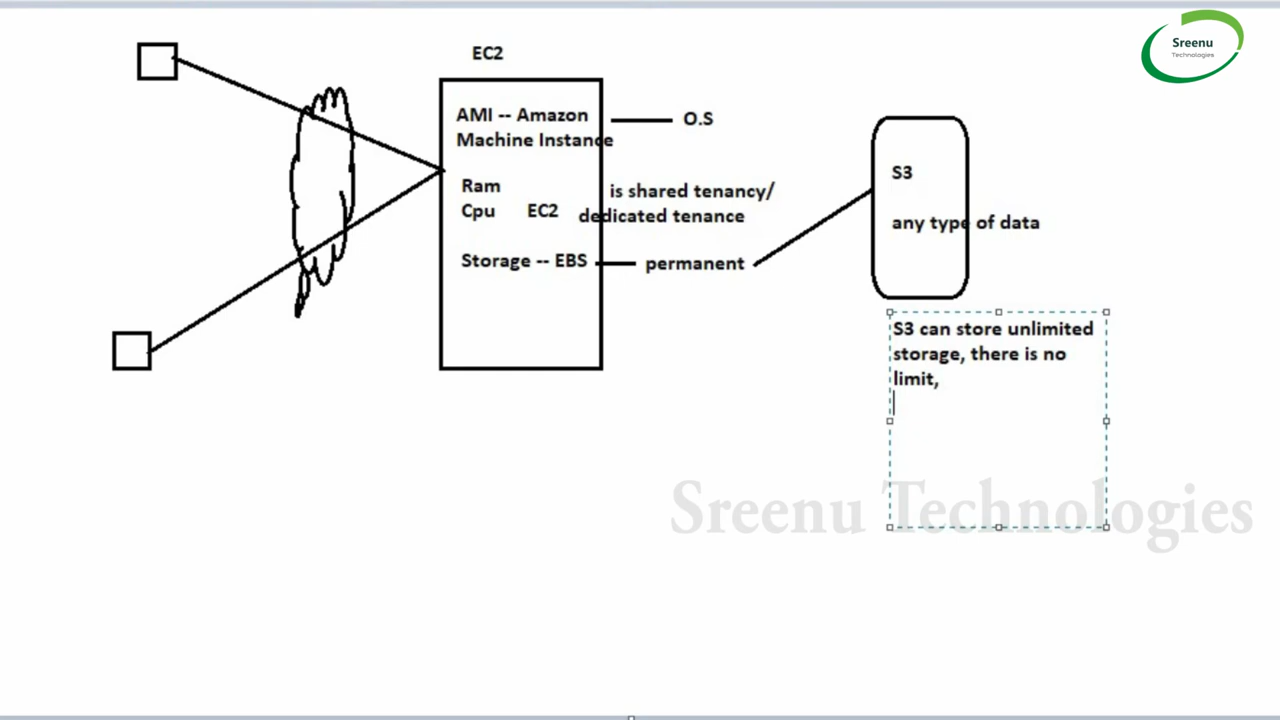 Sreenu
Technologies
EC2
AMI -- Amazon
Machine Instance
O.S
Ram
Cpu
EC2
is shared tenancy/
dedicated tenance
Storage -- EBS
permanent
S3
any type of data
S3 can store unlimited
storage, there is no
limit,
Sreenu Technologies